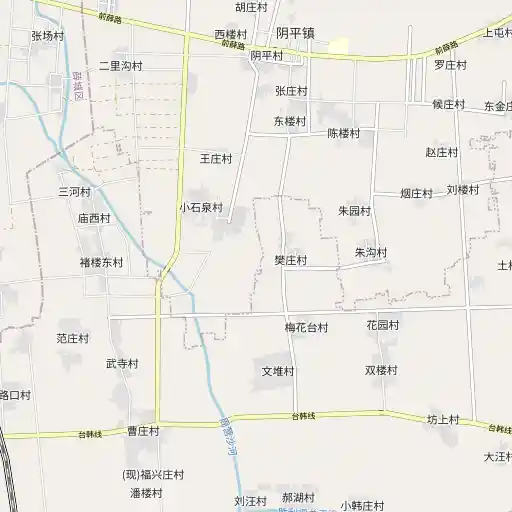 胡庄村
前薛路
张场村
西楼村
阴平镇
上屯村
前薛路
前薛路
阴平村
二里沟村
罗庄村
张庄村
候庄村
东金庄
东楼村
陈楼村
赵庄村
王庄村
三河村
烟庄村
刘楼村
小石泉村
朱园村
庙西村
朱沟村
褚楼东村
樊庄村
土楼
梅花台村
花园村
范庄村
武寺村
文堆村
双楼村
路口村
台韩线
坊上村
台韩线
曹庄村
台韩线
大汪村
(现)福兴庄村
潘楼村
刘汪村
郝湖村
小韩庄村